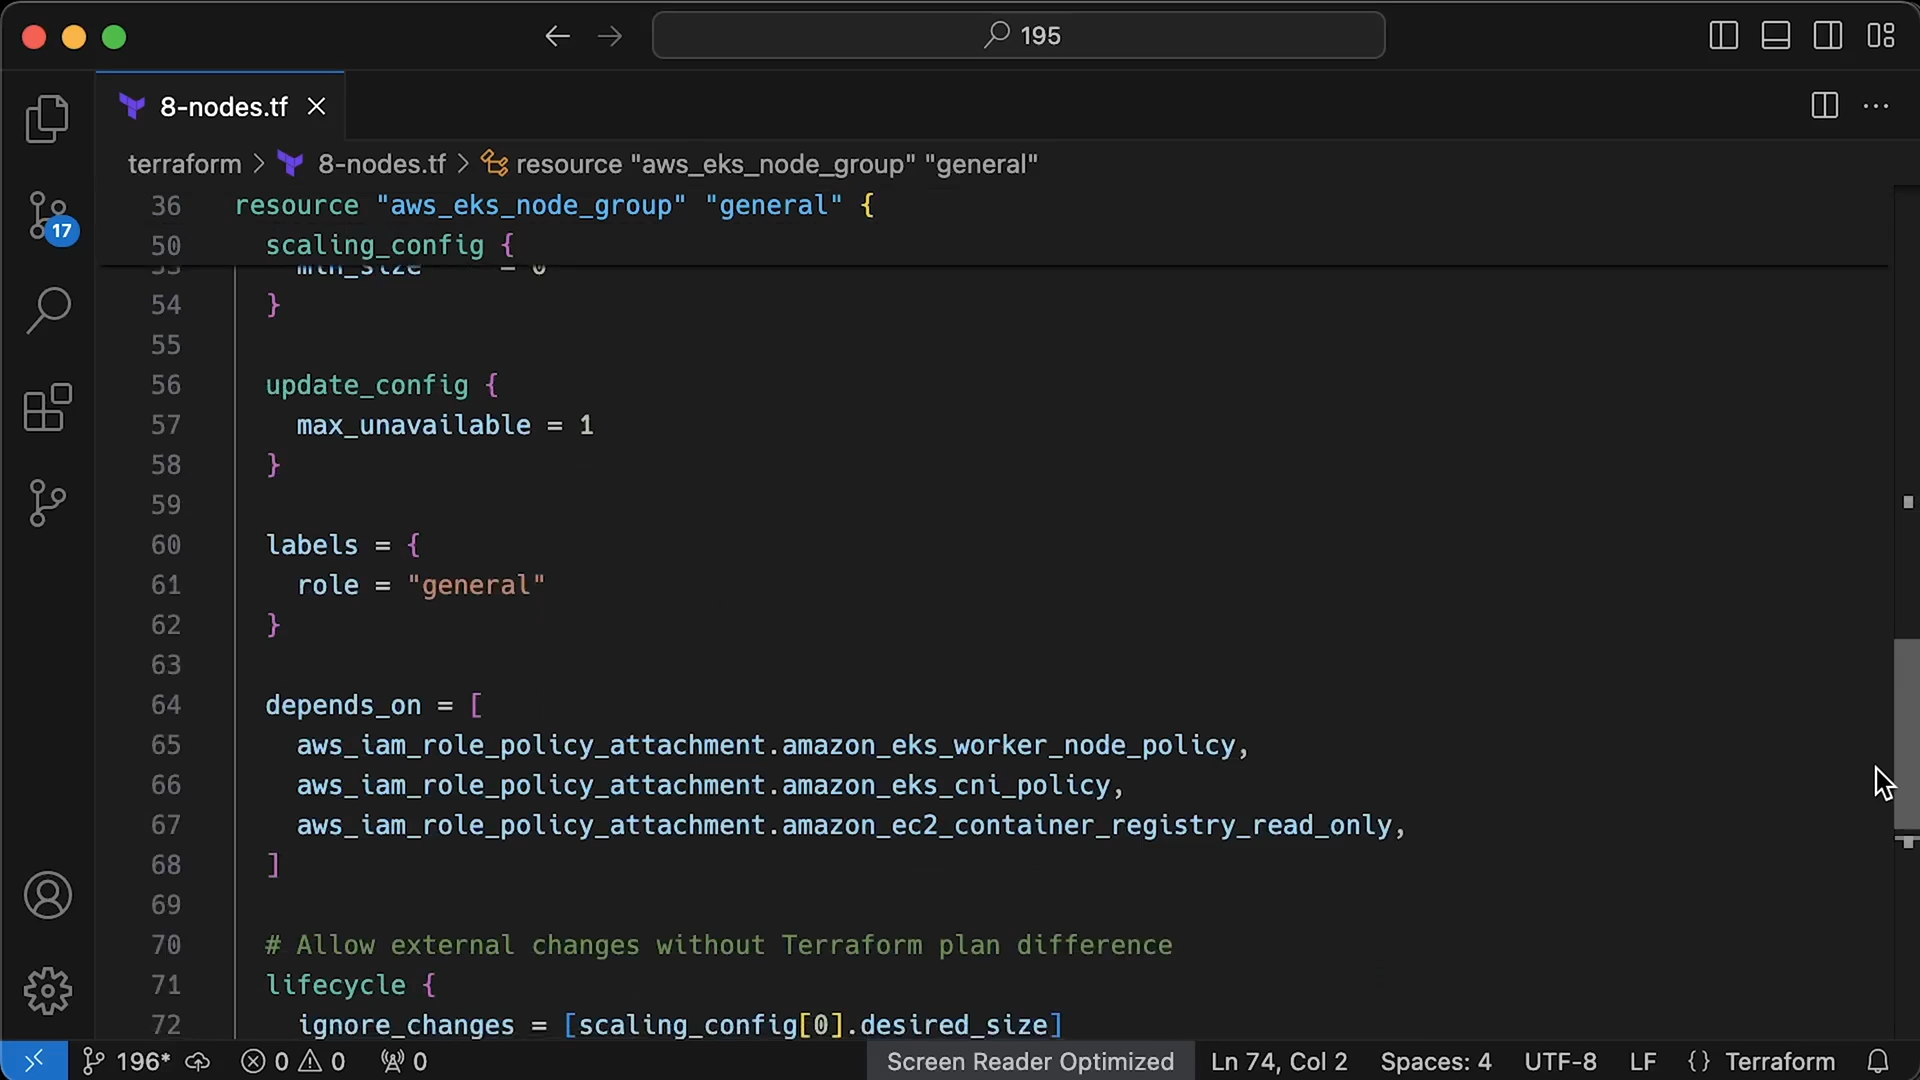 195
8-nodes.tf
terraform > 8-nodes.tf > resource "aws_eks_node_group" "general"
36 resource "aws_eks_node_group" "general" {
50 scaling_config {
53 min_size = 0
54 }
55
56 update_config {
57 max_unavailable = 1
58 }
59
60 labels = {
61 role = "general"
62 }
63
64 depends_on = [
65 aws_iam_role_policy_attachment.amazon_eks_worker_node_policy,
66 aws_iam_role_policy_attachment.amazon_eks_cni_policy,
67 aws_iam_role_policy_attachment.amazon_ec2_container_registry_read_only,
68 ]
69
70 # Allow external changes without Terraform plan difference
71 lifecycle {
72 ignore_changes = [scaling_config[0].desired_size]
17
196* 0 0 0 Screen Reader Optimized Ln 74, Col 2 Spaces: 4 UTF-8 LF {} Terraform